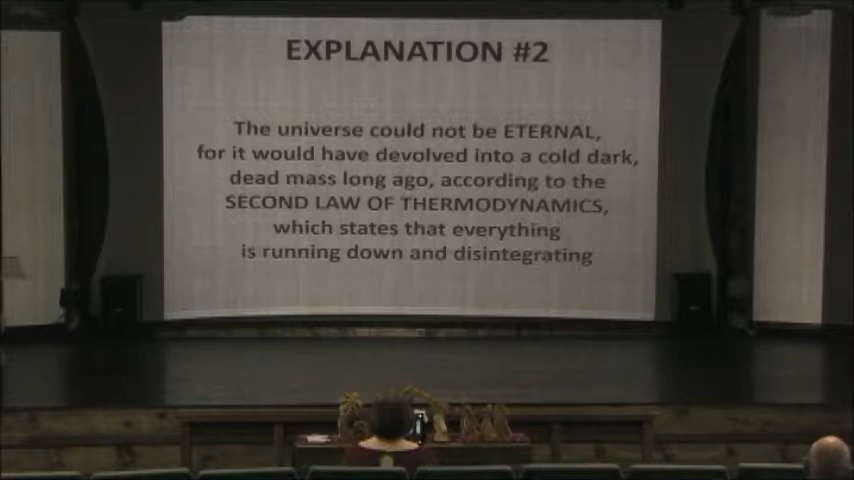 EXPLANATION #2
The universe could not be ETERNAL,
for it would have devolved into a cold dark,
dead mass long ago, according to the
SECOND LAW OF THERMODYNAMICS,
which states that everything
is running down and disintegrating